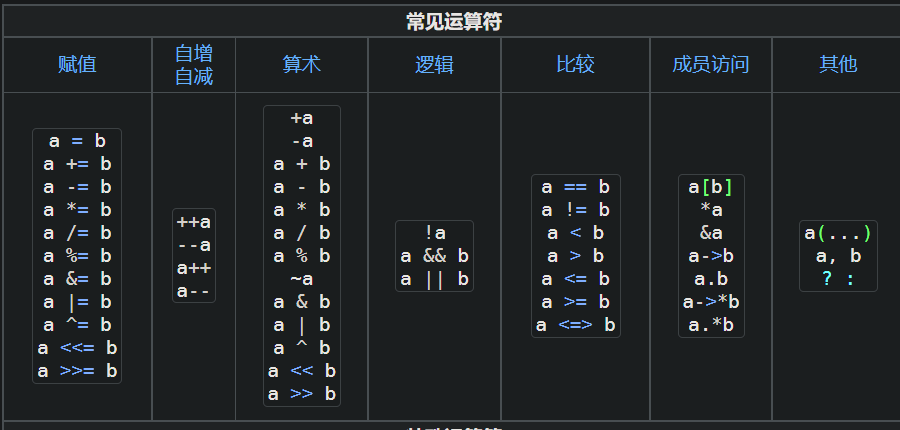 常见运算符
赋值
自增
自减
算术
逻辑
比较
成员访问
其他
a = b
a += b
a -= b
a *= b
a /= b
a %= b
a &= b
a |= b
a ^= b
a <<= b
a >>= b
++a
--a
a++
a--
+a
-a
a + b
a - b
a * b
a / b
a % b
~a
a & b
a | b
a ^ b
a << b
a >> b
!a
a && b
a || b
a == b
a != b
a < b
a > b
a <= b
a >= b
a <=> b
a[b]
*a
&a
a->b
a.b
a->*b
a.*b
a(...)
a, b
? :